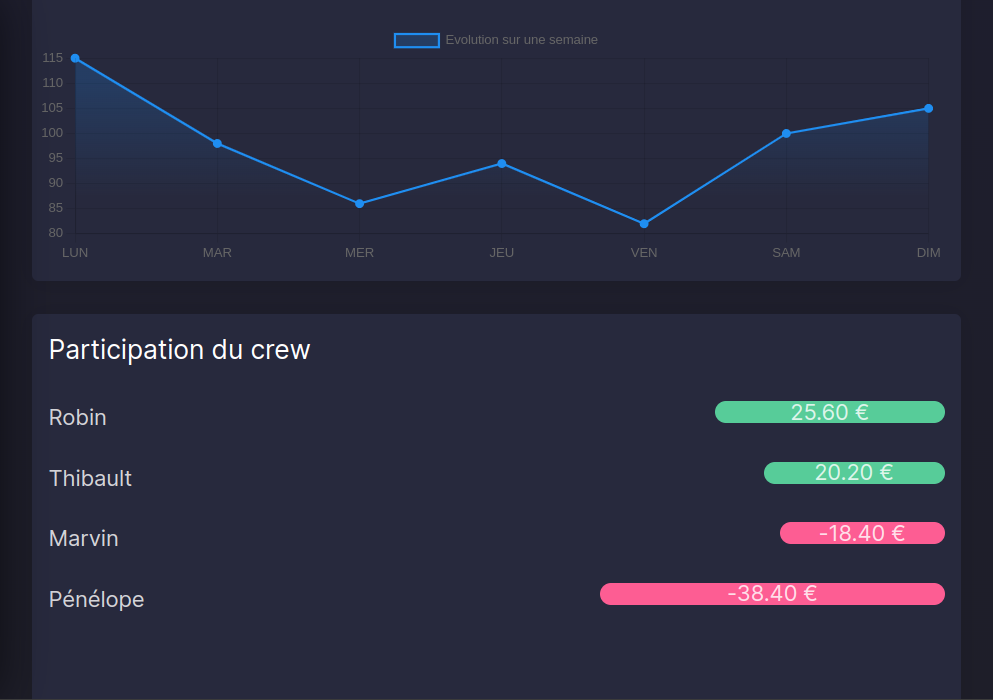 Evolution sur une semaine
115
110
105
100
95
90
85
80
LUN MAR MER JEU VEN SAM DIM
Participation du crew
Robin 25.60 €
Thibault 20.20 €
Marvin -18.40 €
Pénélope -38.40 €